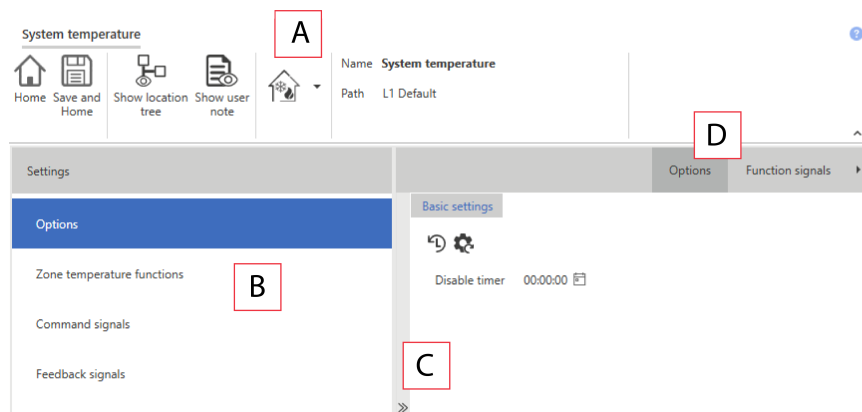 System temperature
A
?
Home
Save and
Home
Show location
tree
Show user
note
Name System temperature
Path L1 Default
D
Settings
Options Function signals
Options
Zone temperature functions
Command signals
Feedback signals
B
Basic settings
Disable timer 00:00:00
C